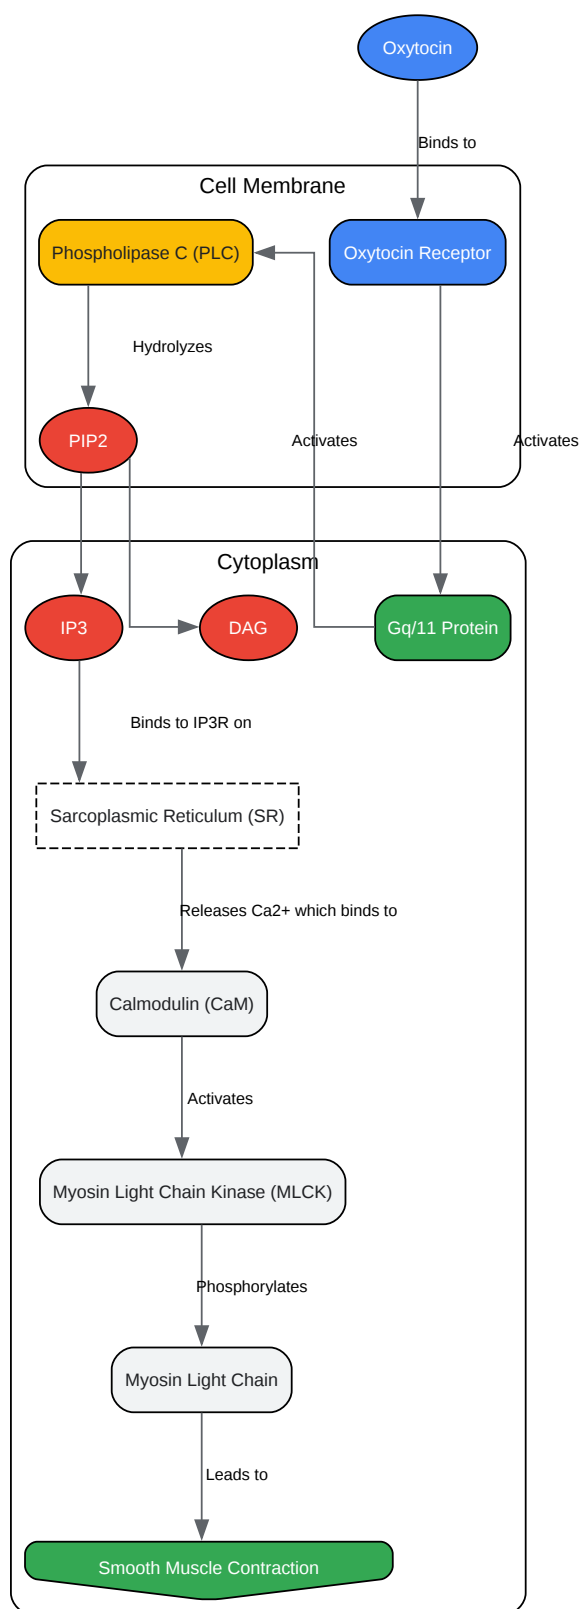 Oxytocin
Binds to
Cell Membrane
Phospholipase C (PLC)
Oxytocin Receptor
Hydrolyzes
PIP2
Activates
Activates
Cytoplasm
IP3
DAG
Gq/11 Protein
Binds to IP3R on
Sarcoplasmic Reticulum (SR)
Releases Ca2+ which binds to
Calmodulin (CaM)
Activates
Myosin Light Chain Kinase (MLCK)
Phosphorylates
Myosin Light Chain
Leads to
Smooth Muscle Contraction